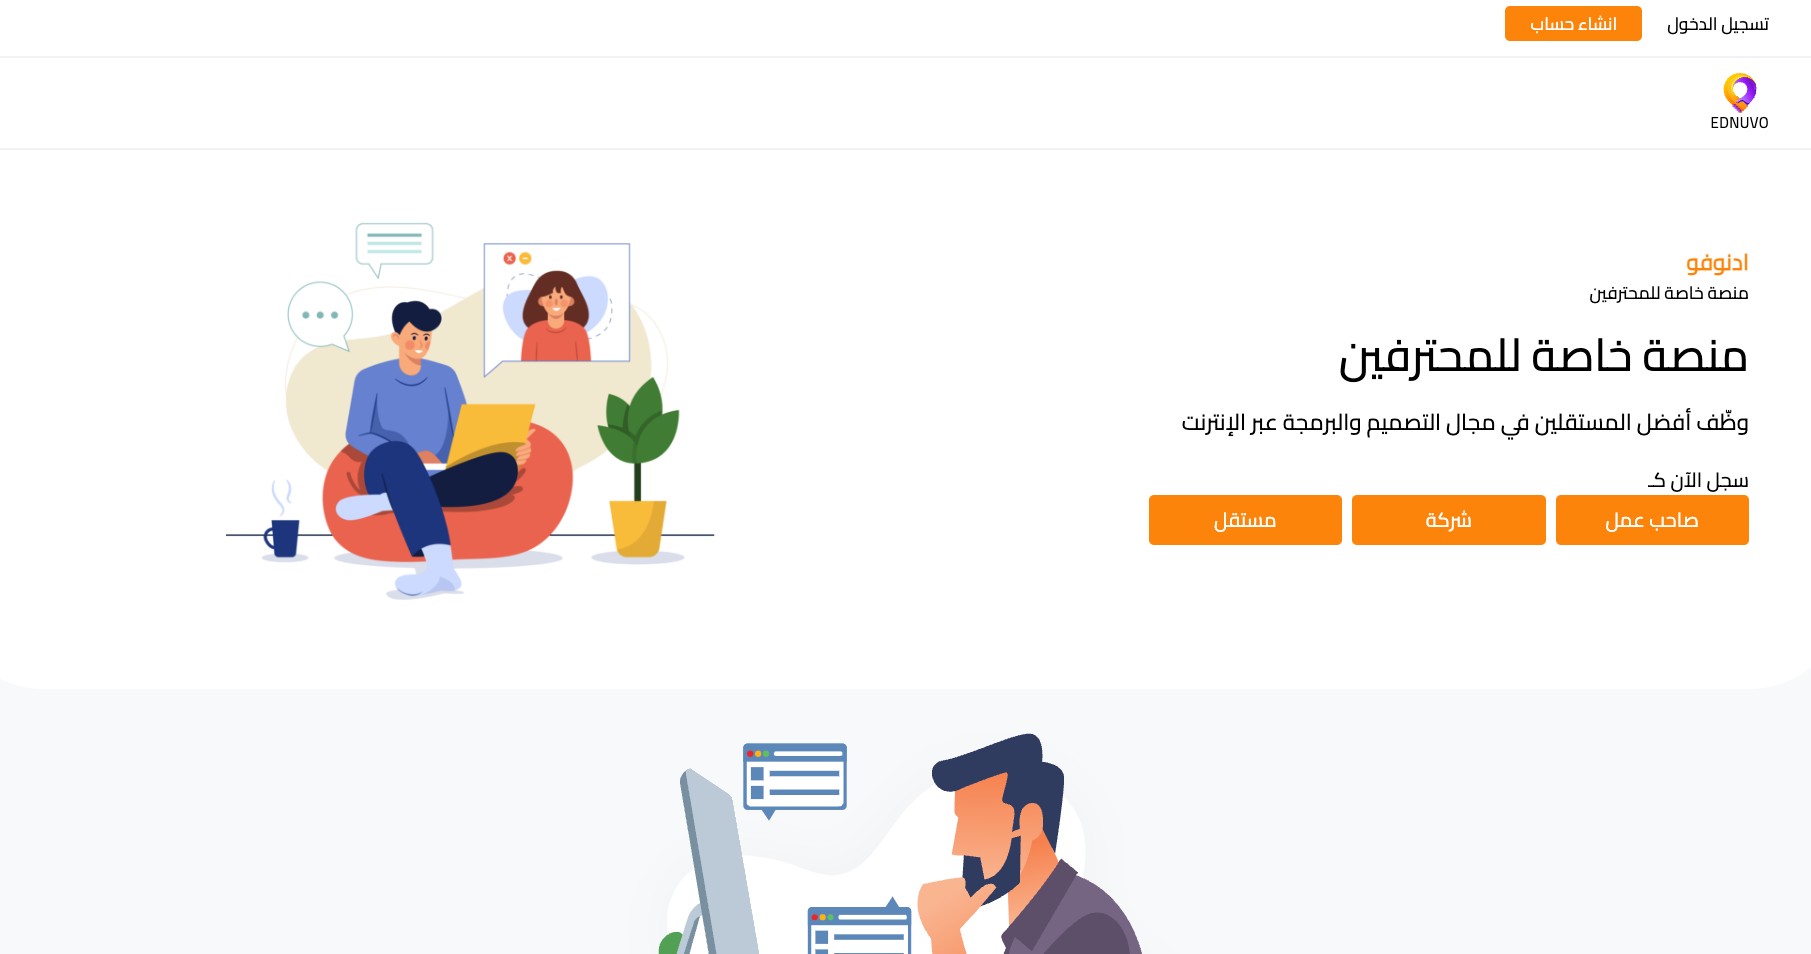 تسجيل الدخول
انشاء حساب
EDNUVO
ادنوفو
منصة خاصة للمحترفين
منصة خاصة للمحترفين
وظّف أفضل المستقلين في مجال التصميم والبرمجة عبر الإنترنت
سجل الآن كـ
صاحب عمل
شركة
مستقل